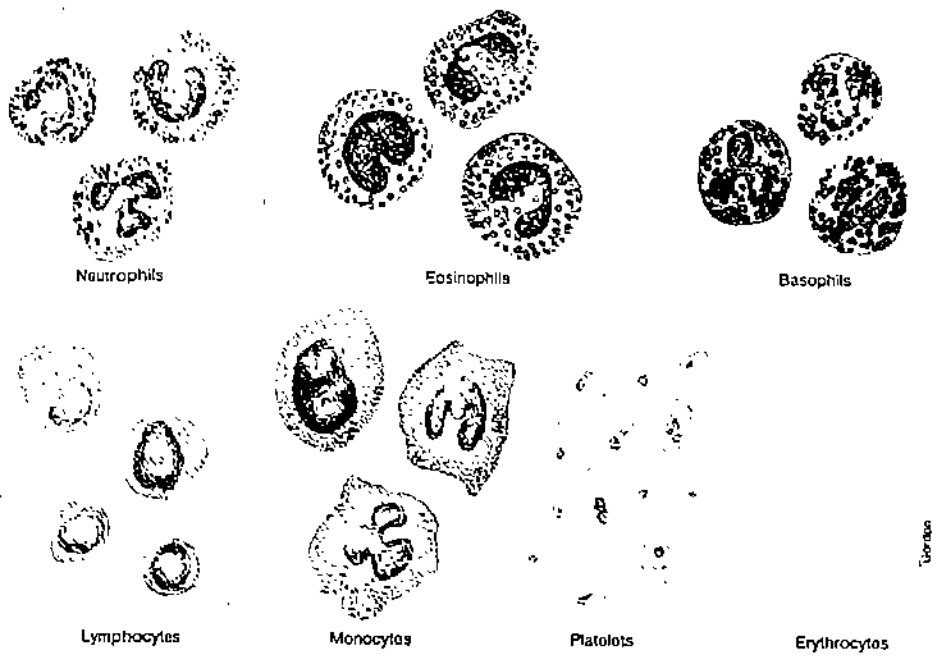 Neutrophils
Eosinophils
Basophils
Lymphocytes
Monocytes
Platelets
Erythrocytes